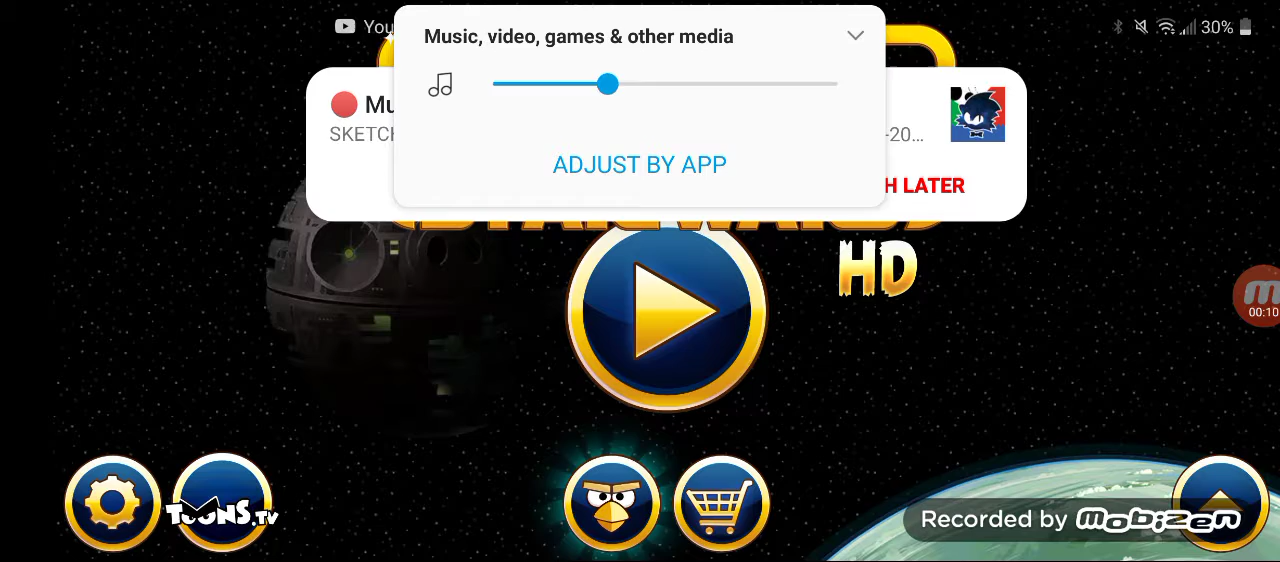 You
30%
Music, video, games & other media
Mu
SKETCH
-20...
ADJUST BY APP
H LATER
HD
00:10
TOONS.TV
Recorded by mobizen